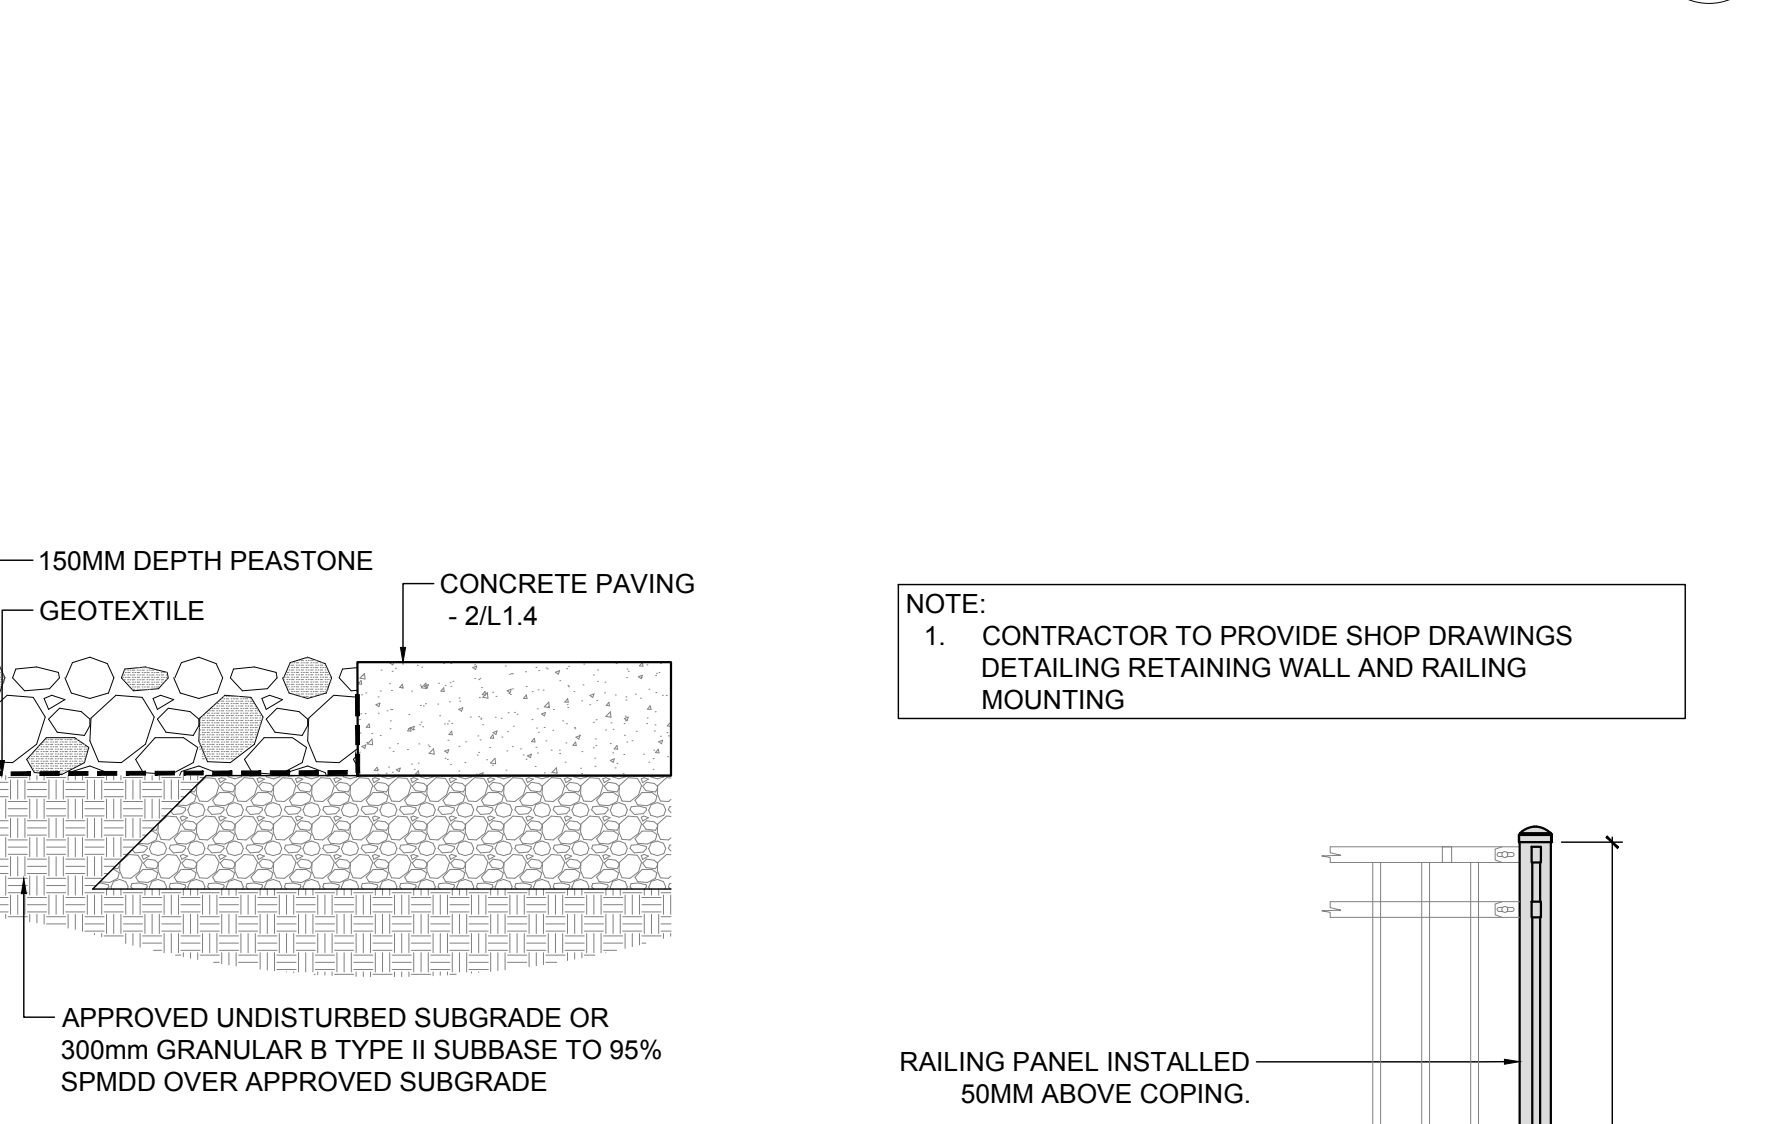 150MM DEPTH PEASTONE
GEOTEXTILE
CONCRETE PAVING
- 2/L1.4
APPROVED UNDISTURBED SUBGRADE OR
300mm GRANULAR B TYPE II SUBBASE TO 95%
SPMDD OVER APPROVED SUBGRADE
NOTE:
1. CONTRACTOR TO PROVIDE SHOP DRAWINGS
DETAILING RETAINING WALL AND RAILING
MOUNTING
RAILING PANEL INSTALLED
50MM ABOVE COPING.